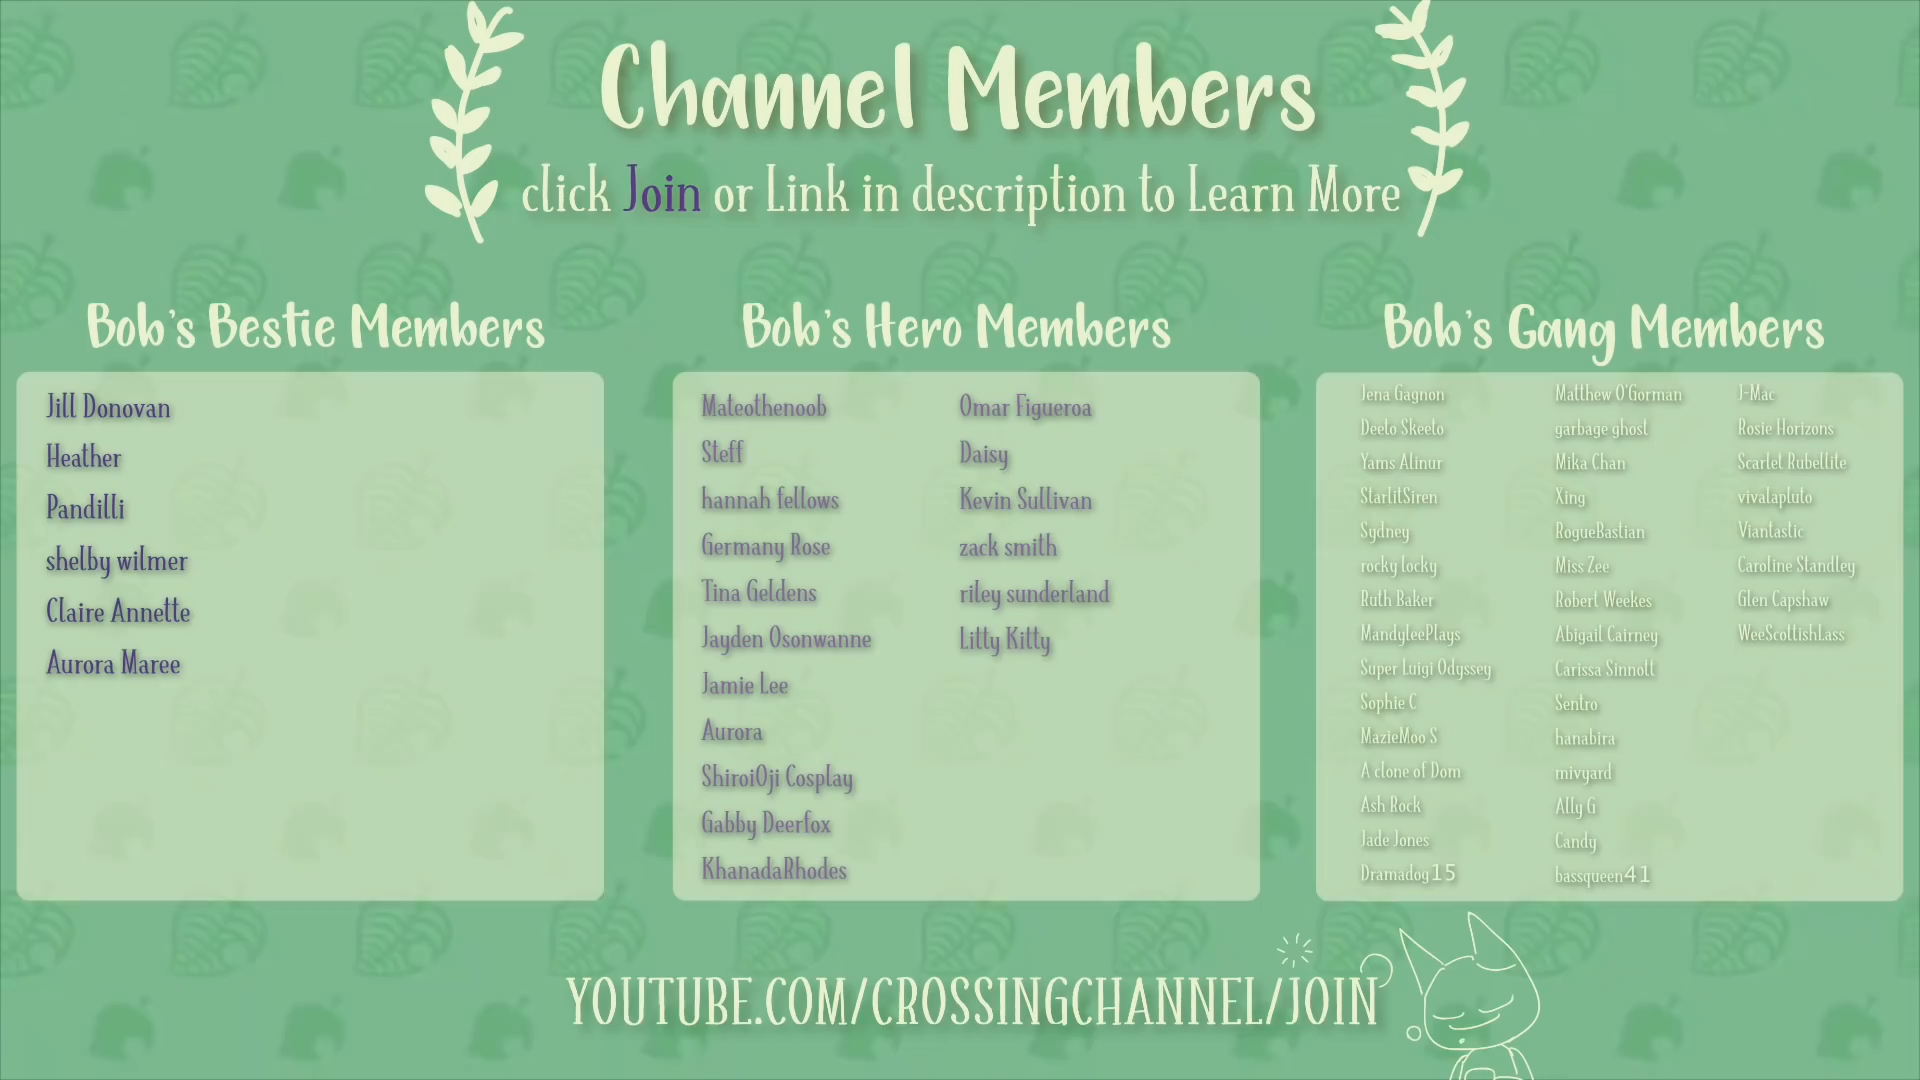 Channel Members
click Join or Link in description to Learn More
Bob's Bestie Members
Jill Donovan
Heather
Pandilli
shelby wilmer
Claire Annette
Aurora Maree
Bob's Hero Members
Mateothenoob
Steff
hannah fellows
Germany Rose
Tina Geldens
Jayden Osonwanne
Jamie Lee
Aurora
ShiroiOji Cosplay
Gabby Deerfox
KhanadaRhodes
Omar Figueroa
Daisy
Kevin Sullivan
zack smith
riley sunderland
Litty Kitty
Bob's Gang Members
Jena Gagnon
Deeto Skeeto
Yams Alinur
StarlitSiren
Sydney
rocky locky
Ruth Baker
MandyleePlays
Super Luigi Odyssey
Sophie C
MazieMoo S
A clone of Dom
Ash Rock
Jade Jones
Dramadog15
Matthew O'Gorman
garbage ghost
Mika Chan
Xing
RogueBastian
Miss Zee
Robert Weekes
Abigail Cairney
Carissa Sinnott
Sentro
hanabira
mivyard
Ally G
Candy
bassqueen41
J-Mac
Rosie Horizons
Scarlet Rubellite
vivalapluto
Viantastic
Caroline Standley
Glen Capshaw
WeeScottishLass
YOUTUBE.COM/CROSSINGCHANNEL/JOIN